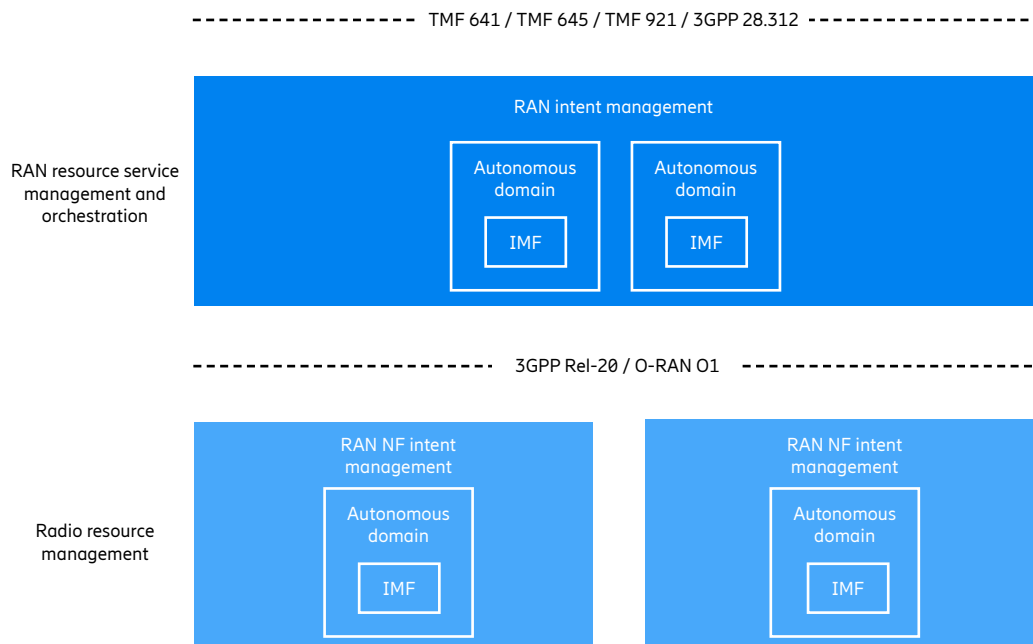 TMF 641 / TMF 645 / TMF 921 / 3GPP 28.312
RAN intent management
RAN resource service
management and
orchestration
Autonomous
domain
IMF
Autonomous
domain
IMF
3GPP Rel-20 / O-RAN O1
RAN NF intent
management
Autonomous
domain
IMF
RAN NF intent
management
Autonomous
domain
IMF
Radio resource
management